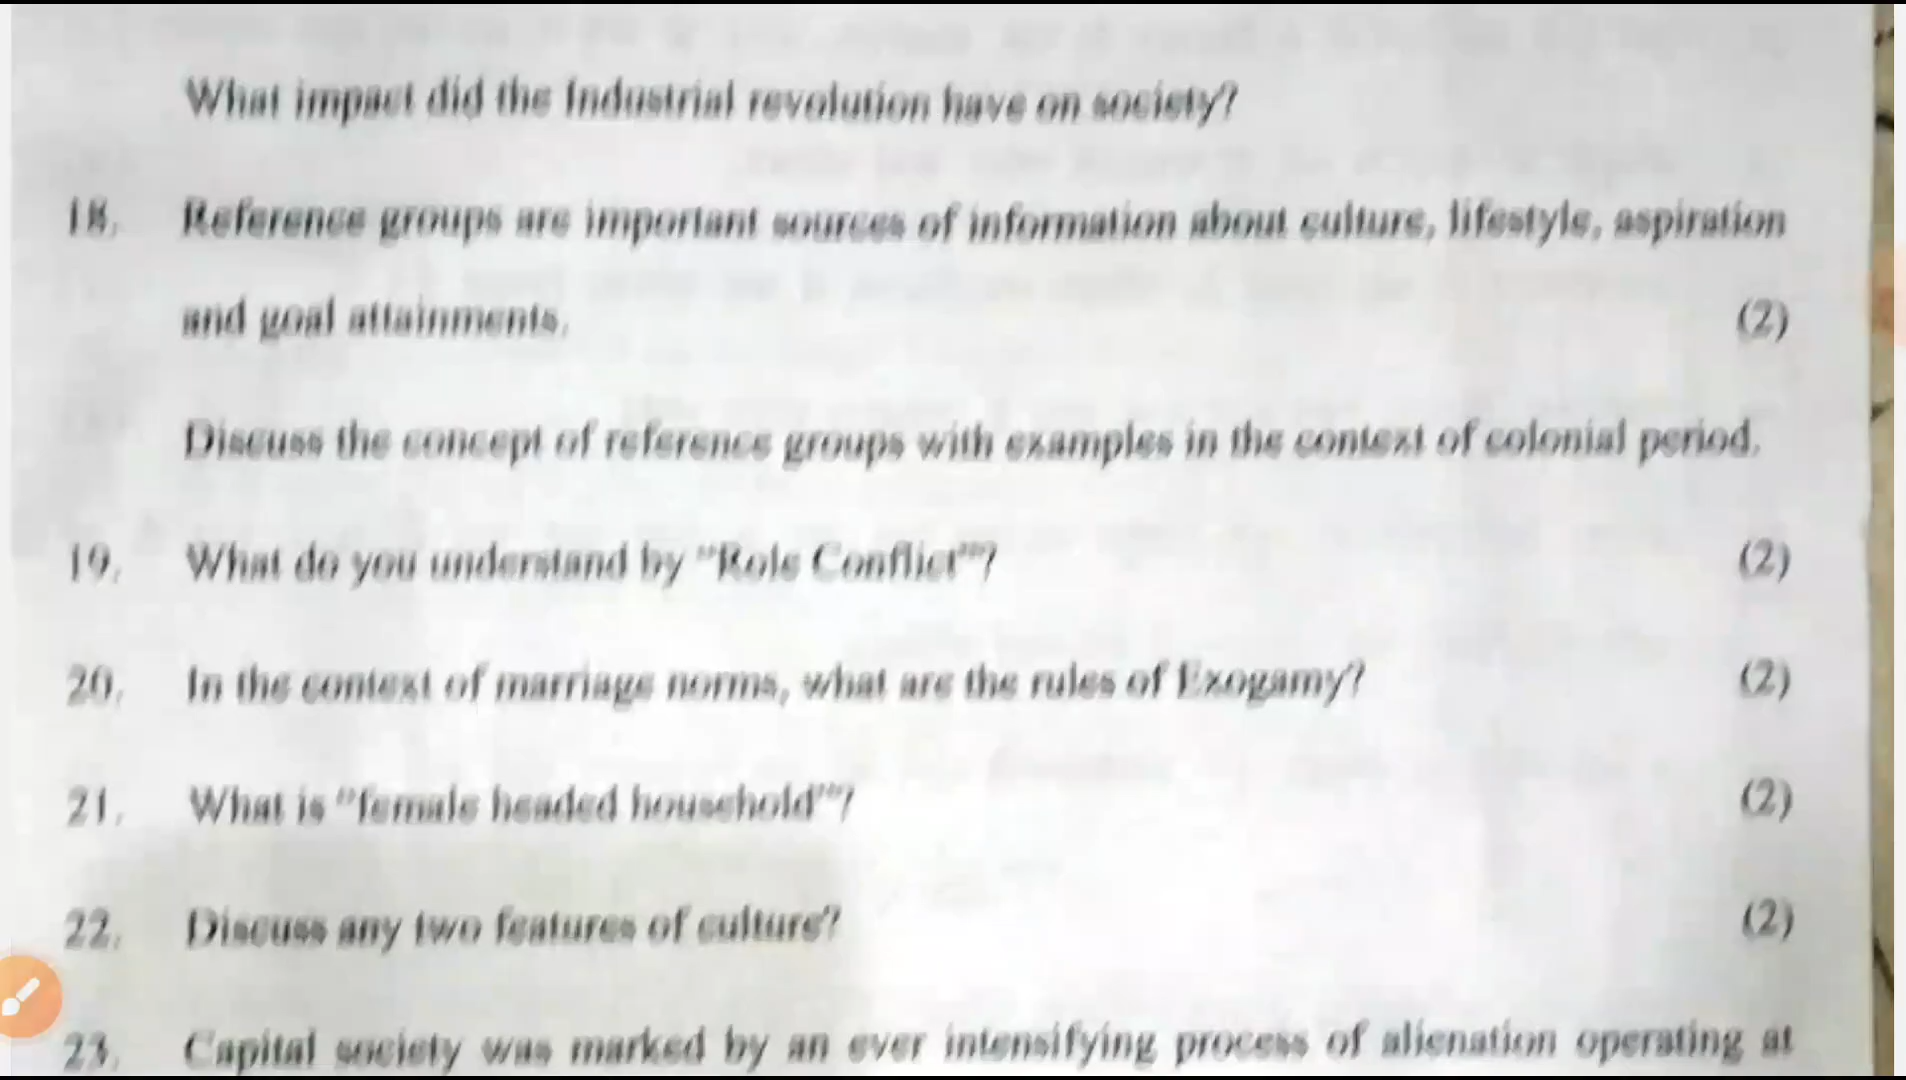 What impact did the Industrial revolution have on society?
18. Reference groups are important sources of information about culture, lifestyle, aspiration
and goal attainments. (2)
Discuss the concept of reference groups with examples in the context of colonial period.
19. What do you understand by "Role Conflict"? (2)
20. In the context of marriage norms, what are the rules of Exogamy? (2)
21. What is "female headed household"? (2)
22. Discuss any two features of culture? (2)
23. Capital society was marked by an ever intensifying process of alienation operating at